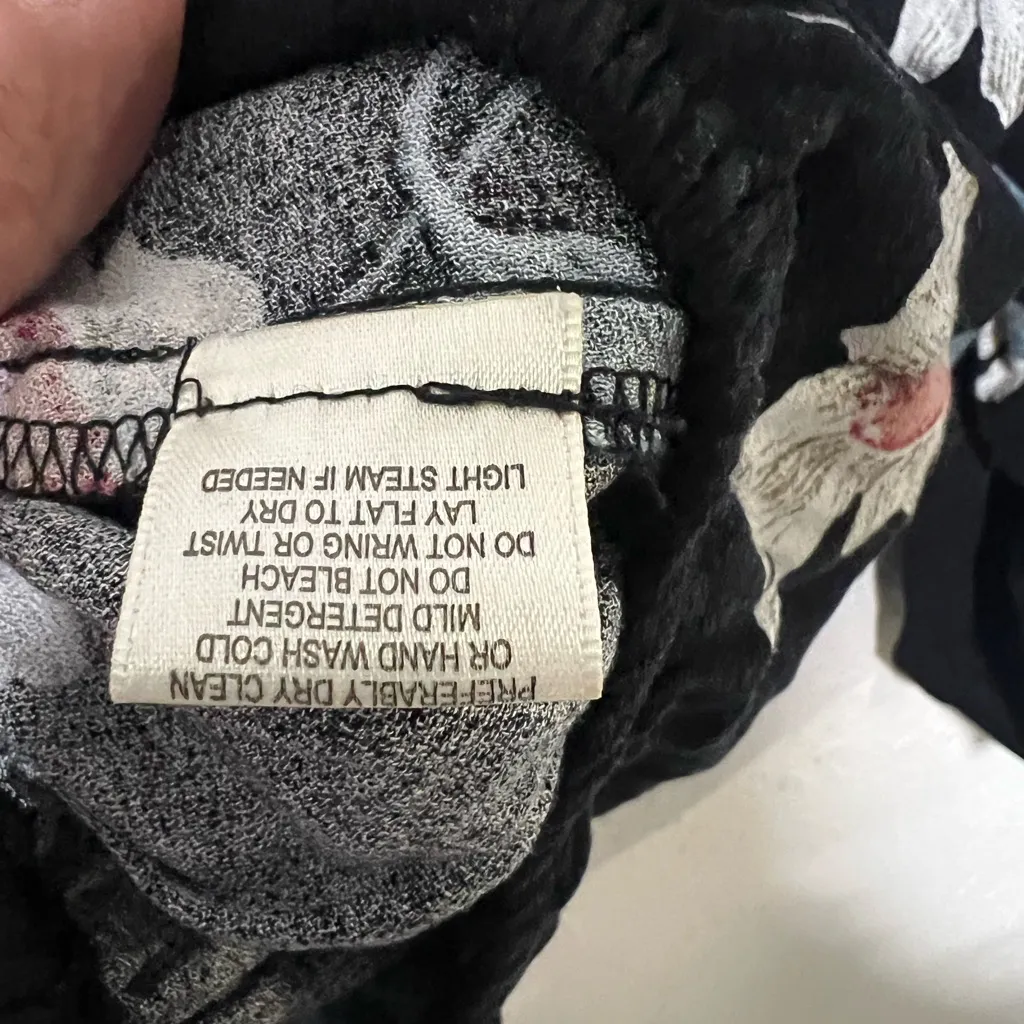 PREFERABLY DRY CLEAN
OR HAND WASH COLD
MILD DETERGENT
DO NOT BLEACH
DO NOT WRING OR TWIST
LAY FLAT TO DRY
LIGHT STEAM IF NEEDED